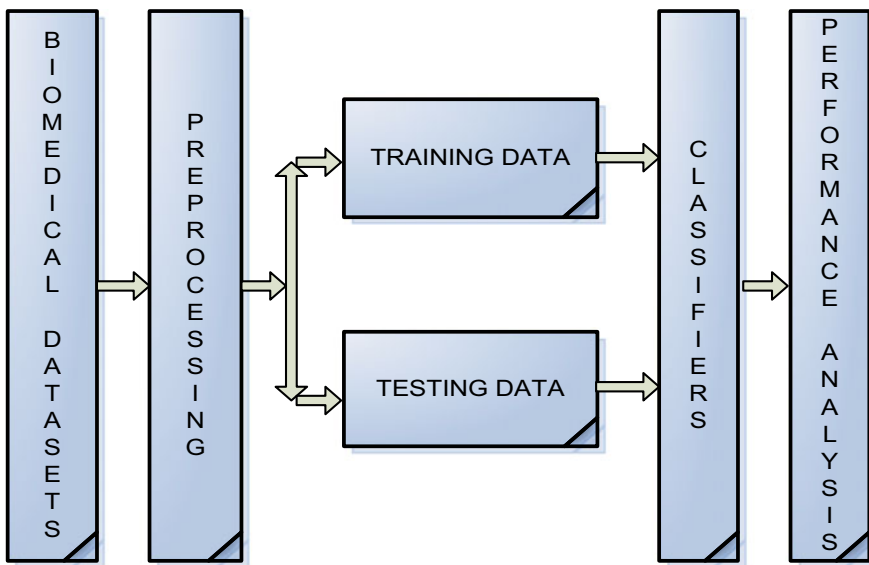 BIOMEDICAL DATASETS
PREPROCESSING
TRAINING DATA
TESTING DATA
CLASSIFIERS
PERFORMANCE ANALYSIS